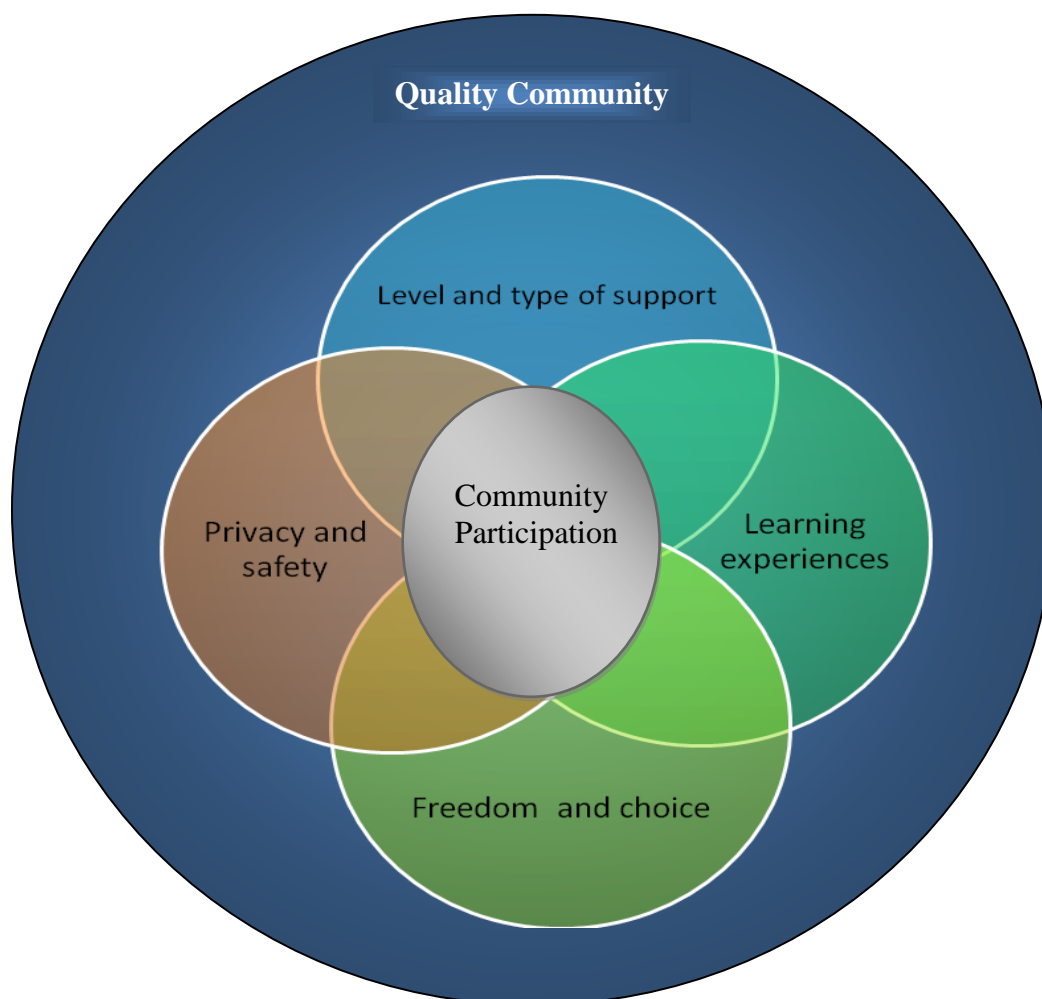 Quality Community
Level and type of support
Community
Participation
Privacy and
safety
Learning
experiences
Freedom and choice